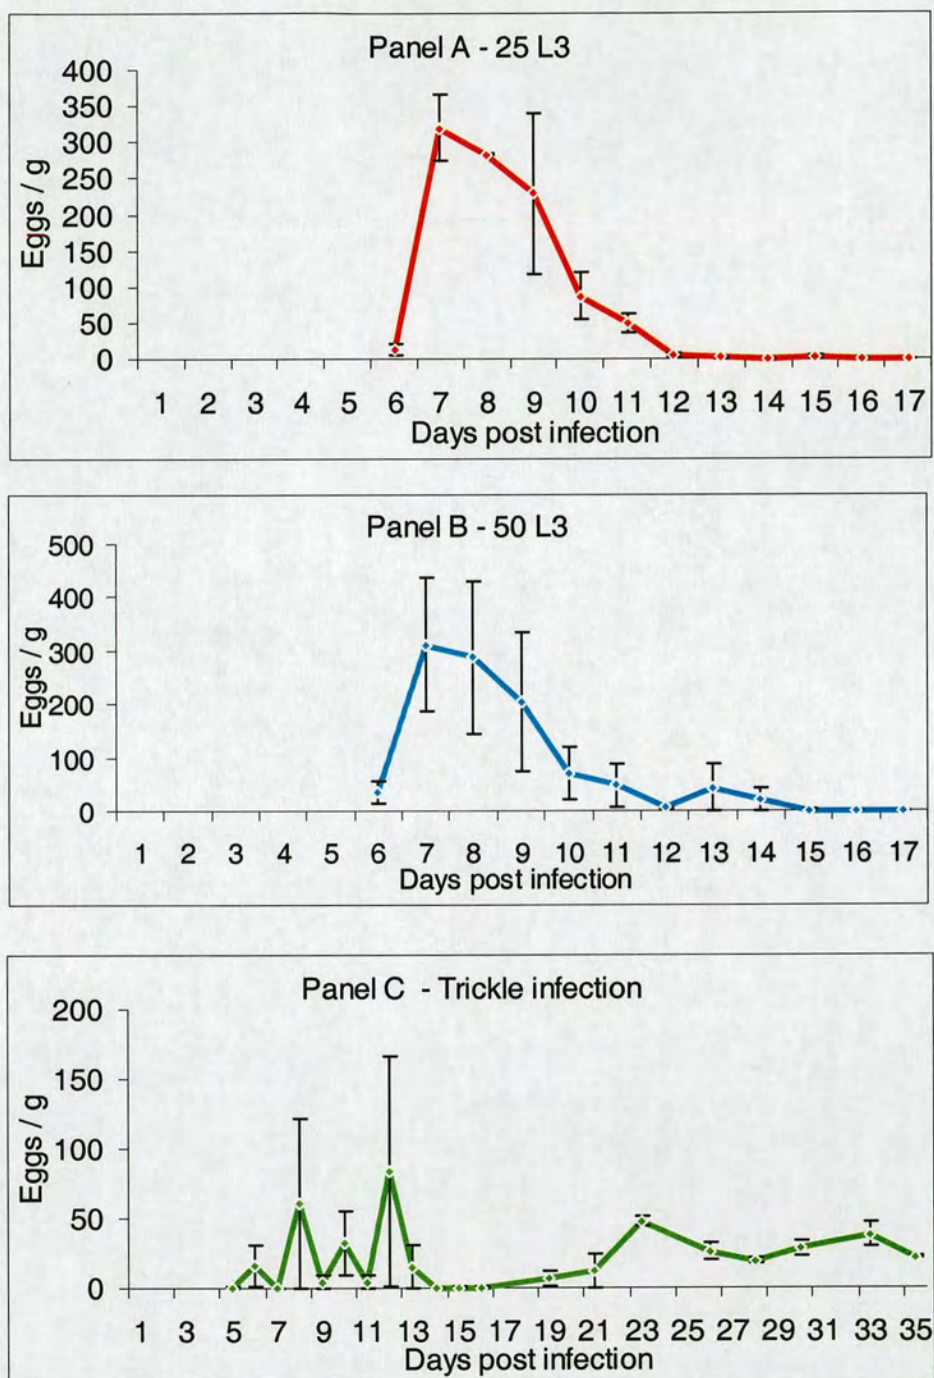 Panel A - 25 L3
400
350
300
250
200
150
100
50
0
Eggs / g
1 2 3 4 5 6 7 8 9 10 11 12 13 14 15 16 17
Days post infection
Panel B - 50 L3
500
400
300
200
100
0
Eggs / g
1 2 3 4 5 6 7 8 9 10 11 12 13 14 15 16 17
Days post infection
Panel C - Trickle infection
200
150
100
50
0
Eggs / g
1 3 5 7 9 11 13 15 17 19 21 23 25 27 29 31 33 35
Days post infection